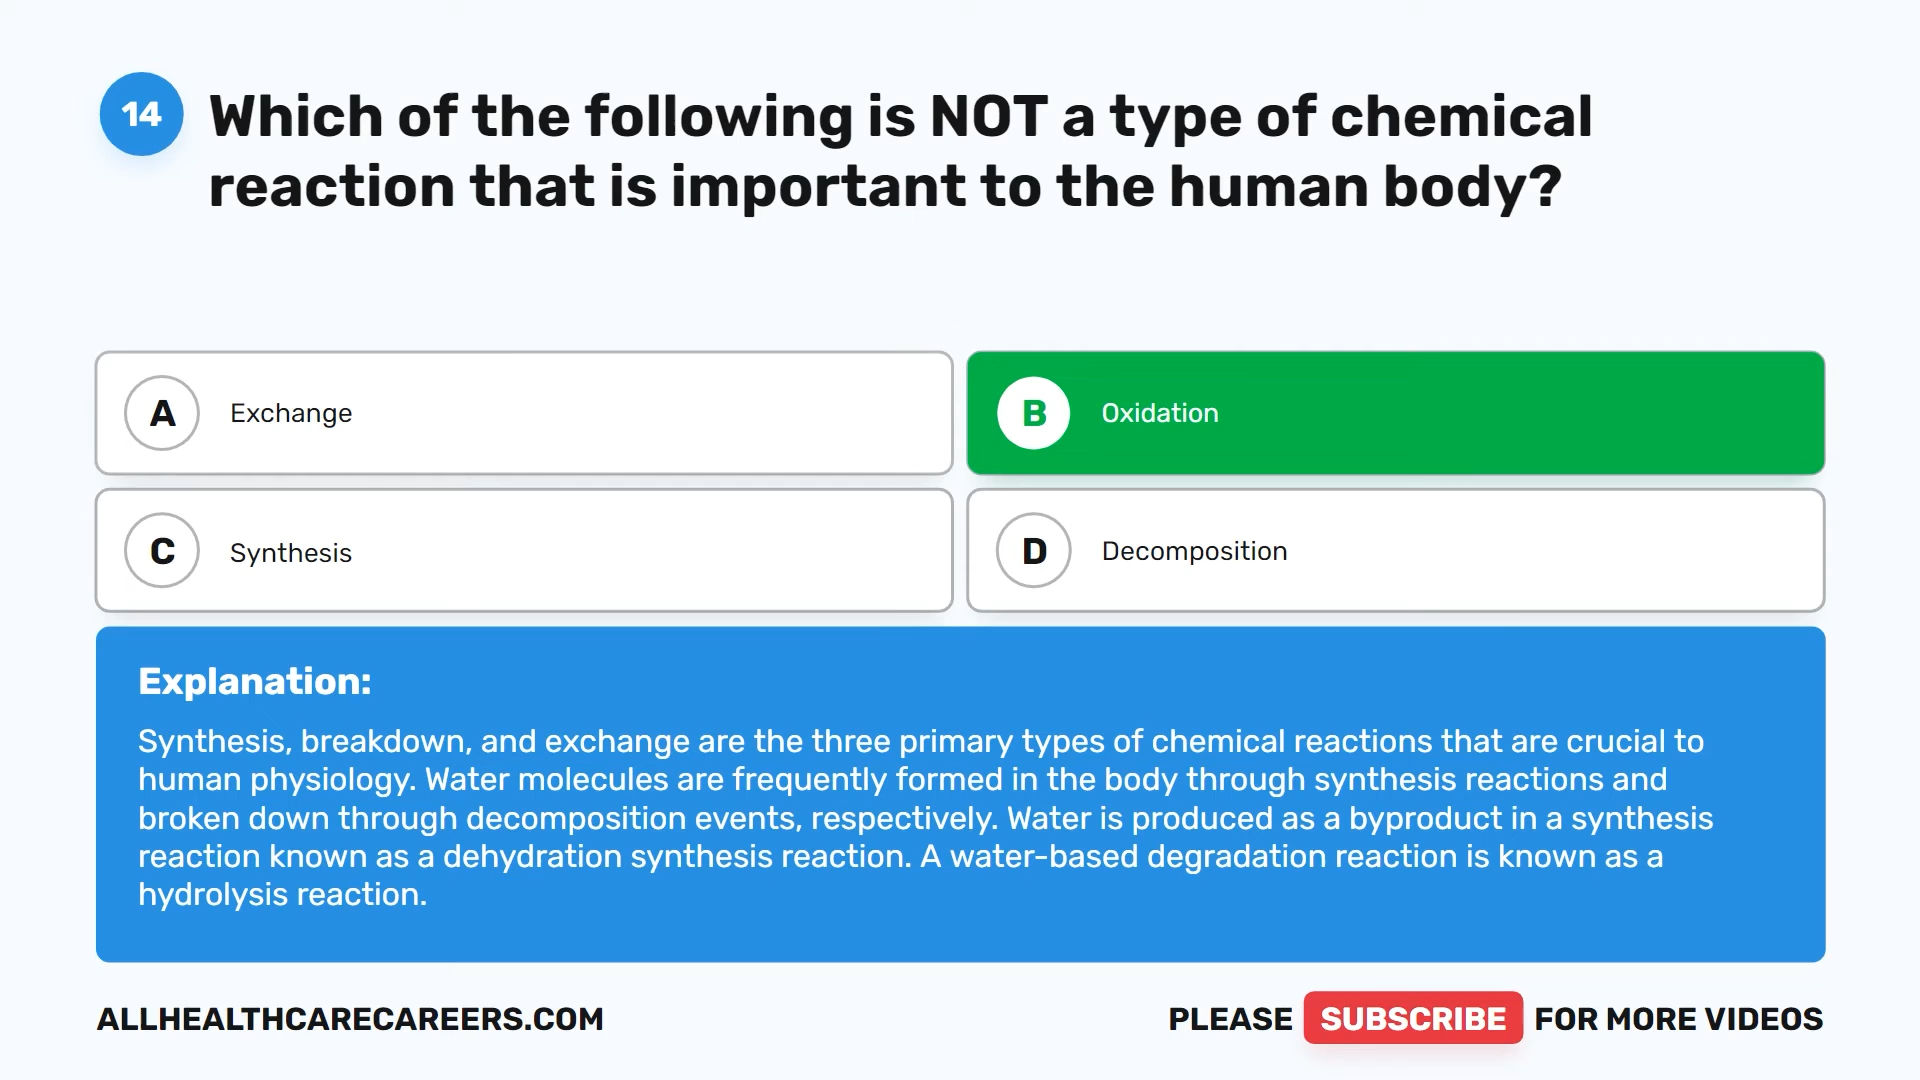 14
Which of the following is NOT a type of chemical
reaction that is important to the human body?
A Exchange
B Oxidation
C Synthesis
D Decomposition
Explanation:
Synthesis, breakdown, and exchange are the three primary types of chemical reactions that are crucial to
human physiology. Water molecules are frequently formed in the body through synthesis reactions and
broken down through decomposition events, respectively. Water is produced as a byproduct in a synthesis
reaction known as a dehydration synthesis reaction. A water-based degradation reaction is known as a
hydrolysis reaction.
ALLHEALTHCARECAREERS.COM
PLEASE SUBSCRIBE FOR MORE VIDEOS